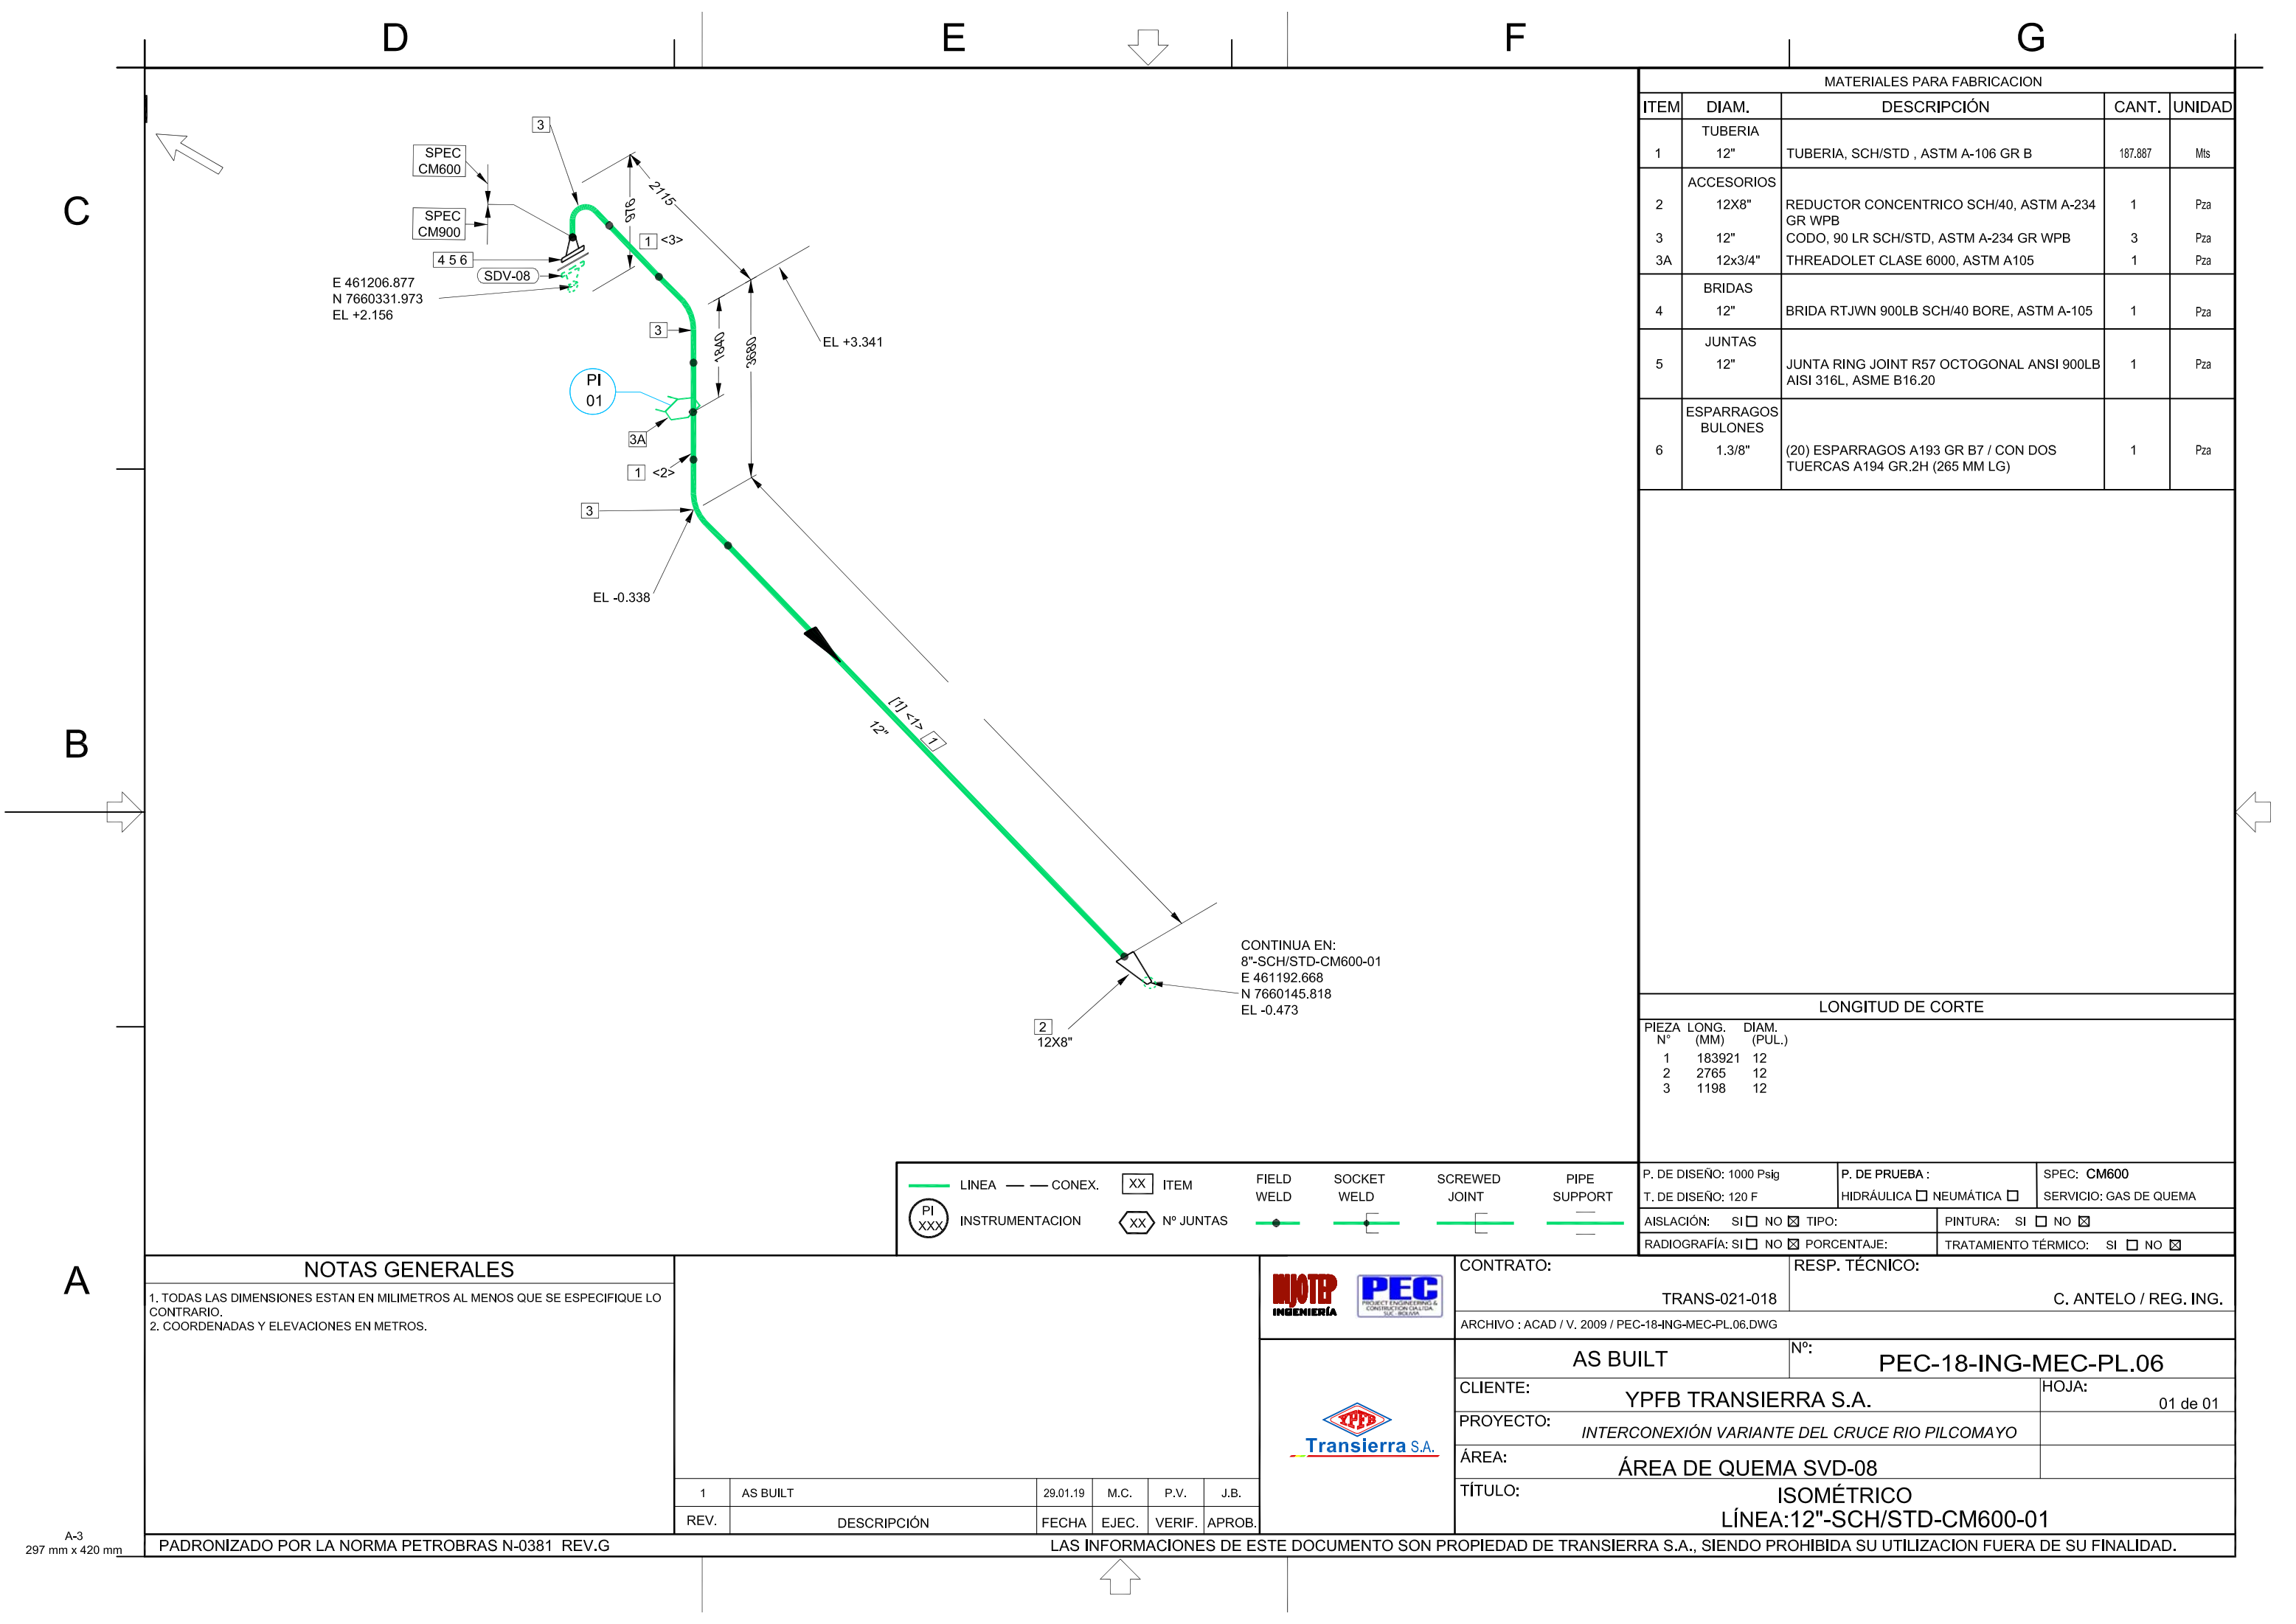 D
E
F
G
C
B
A
3
SPEC
CM600
SPEC
CM900
4 5 6
SDV-08
E 461206.877
N 7660331.973
EL +2.156
2115
876
1 <3>
3
1840
3680
EL +3.341
PI
01
3A
1 <2>
3
EL -0.338
[1] <1> 1
12"
CONTINUA EN:
8"-SCH/STD-CM600-01
E 461192.668
N 7660145.818
EL -0.473
2
12X8"
MATERIALES PARA FABRICACION
ITEM DIAM. DESCRIPCIÓN CANT. UNIDAD
TUBERIA
1 12" TUBERIA, SCH/STD , ASTM A-106 GR B 187.887 Mts
ACCESORIOS
2 12X8" REDUCTOR CONCENTRICO SCH/40, ASTM A-234 1 Pza
GR WPB
3 12" CODO, 90 LR SCH/STD, ASTM A-234 GR WPB 3 Pza
3A 12x3/4" THREADOLET CLASE 6000, ASTM A105 1 Pza
BRIDAS
4 12" BRIDA RTJWN 900LB SCH/40 BORE, ASTM A-105 1 Pza
JUNTAS
5 12" JUNTA RING JOINT R57 OCTOGONAL ANSI 900LB 1 Pza
AISI 316L, ASME B16.20
ESPARRAGOS
BULONES
6 1.3/8" (20) ESPARRAGOS A193 GR B7 / CON DOS 1 Pza
TUERCAS A194 GR.2H (265 MM LG)
LONGITUD DE CORTE
PIEZA LONG. DIAM.
N° (MM) (PUL.)
1 183921 12
2 2765 12
3 1198 12
LINEA CONEX. XX ITEM FIELD WELD SOCKET WELD SCREWED JOINT PIPE SUPPORT
PI XXX INSTRUMENTACION XX Nº JUNTAS
P. DE DISEÑO: 1000 Psig P. DE PRUEBA : SPEC: CM600
T. DE DISEÑO: 120 F HIDRÁULICA ☐ NEUMÁTICA ☐ SERVICIO: GAS DE QUEMA
AISLACIÓN: SI ☐ NO ☒ TIPO: PINTURA: SI ☐ NO ☒
RADIOGRAFÍA: SI ☐ NO ☒ PORCENTAJE: TRATAMIENTO TÉRMICO: SI ☐ NO ☒
NOTAS GENERALES
1. TODAS LAS DIMENSIONES ESTAN EN MILIMETROS AL MENOS QUE SE ESPECIFIQUE LO
CONTRARIO.
2. COORDENADAS Y ELEVACIONES EN METROS.
1 AS BUILT 29.01.19 M.C. P.V. J.B.
REV. DESCRIPCIÓN FECHA EJEC. VERIF. APROB.
INGENIERÍA
PEC
PROJECT ENGINEERING &
CONSTRUCTION CIA LTDA.
SUC - BOLIVIA
YPFB
Transierra S.A.
CONTRATO: RESP. TÉCNICO:
TRANS-021-018 C. ANTELO / REG. ING.
ARCHIVO : ACAD / V. 2009 / PEC-18-ING-MEC-PL.06.DWG
AS BUILT Nº: PEC-18-ING-MEC-PL.06
CLIENTE: YPFB TRANSIERRA S.A. HOJA: 01 de 01
PROYECTO: INTERCONEXIÓN VARIANTE DEL CRUCE RIO PILCOMAYO
ÁREA: ÁREA DE QUEMA SVD-08
TÍTULO: ISOMÉTRICO
LÍNEA:12"-SCH/STD-CM600-01
A-3
297 mm x 420 mm
PADRONIZADO POR LA NORMA PETROBRAS N-0381 REV.G
LAS INFORMACIONES DE ESTE DOCUMENTO SON PROPIEDAD DE TRANSIERRA S.A., SIENDO PROHIBIDA SU UTILIZACION FUERA DE SU FINALIDAD.